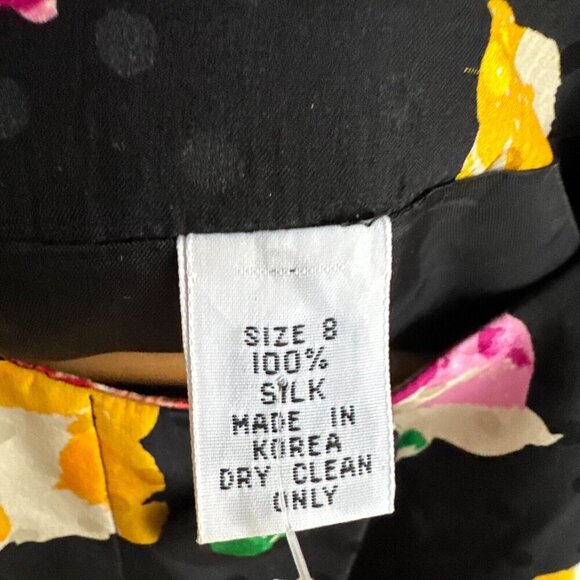 SIZE 8
100%
SILK
MADE IN
KOREA
DRY CLEAN
ONLY